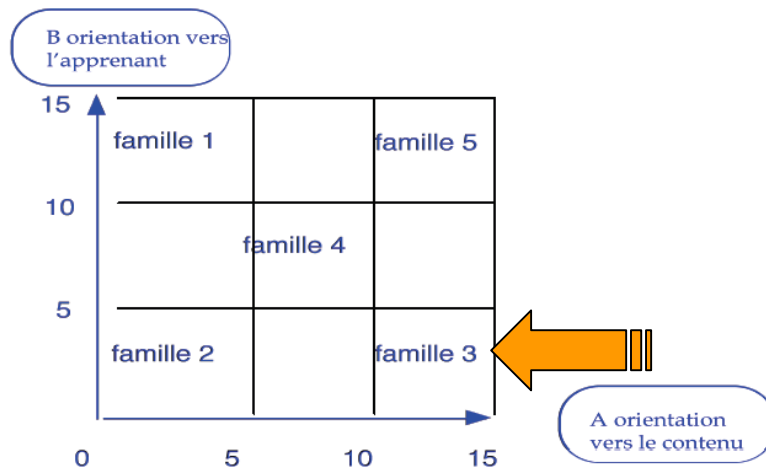 B orientation vers
l'apprenant
15
famille 1
famille 5
10
famille 4
5
famille 2
famille 3
A orientation
vers le contenu
0
5
10
15